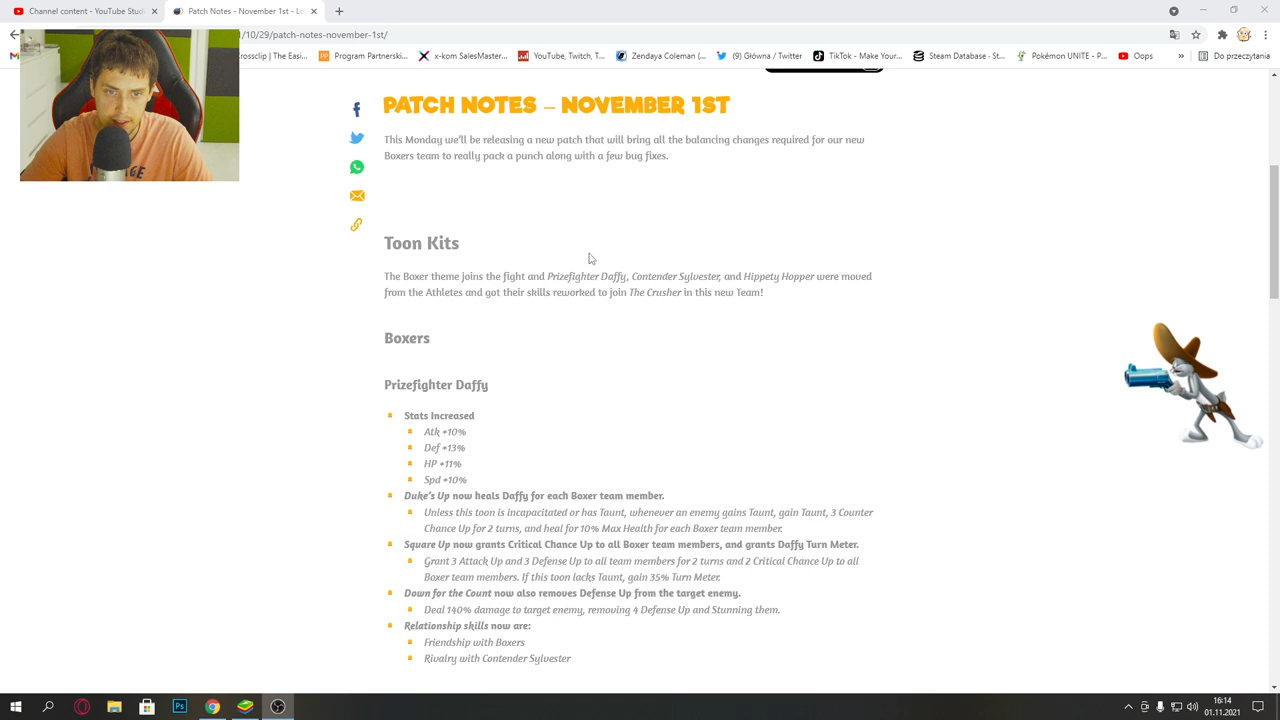 Channel content - YouTube Stu
Patch Notes - November 1st - Lo
1/10/29/patch-notes-november-1st/
rosscliρ | The Easi...
Program Partnerski...
x-kom SalesMaster...
YouTube, Twitch, T...
Zendaya Coleman (...
(9) Główna / Twitter
TikTok - Make Your...
Steam Database · St...
Pokémon UNITE – P...
Oops
»
Do przeczytania
PATCH NOTES – NOVEMBER 1ST
This Monday we'll be releasing a new patch that will bring all the balancing changes required for our new
Boxers team to really pack a punch along with a few bug fixes.
Toon Kits
The Boxer theme joins the fight and Prizefighter Daffy, Contender Sylvester, and Hippety Hopper were moved
from the Athletes and got their skills reworked to join The Crusher in this new Team!
Boxers
Prizefighter Daffy
Stats Increased
Atk +10%
Def +13%
HP +11%
Spd +10%
Duke's Up now heals Daffy for each Boxer team member.
Unless this toon is incapacitated or has Taunt, whenever an enemy gains Taunt, gain Taunt, 3 Counter
Chance Up for 2 turns, and heal for 10% Max Health for each Boxer team member.
Square Up now grants Critical Chance Up to all Boxer team members, and grants Daffy Turn Meter.
Grant 3 Attack Up and 3 Defense Up to all team members for 2 turns and 2 Critical Chance Up to all
Boxer team members. If this toon lacks Taunt, gain 35% Turn Meter.
Down for the Count now also removes Defense Up from the target enemy.
Deal 140% damage to target enemy, removing 4 Defense Up and Stunning them.
Relationship skills now are:
Friendship with Boxers
Rivalry with Contender Sylvester
16:14
01.11.2021